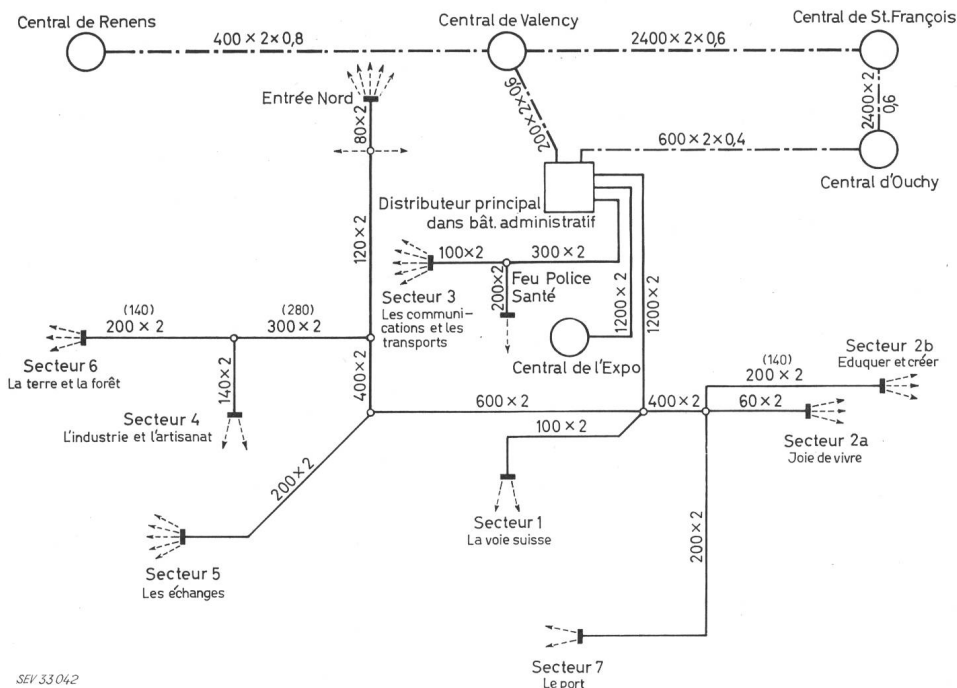 Central de Renens
Central de Valency
Central de St.François
400×2×0,8
2400×2×0,6
Entrée Nord
80×2
200×2×0,6
2400×2
0,6
600×2×0,4
Central d'Ouchy
Distributeur principal
dans bât. administratif
120×2
100×2
300×2
200×2
Feu Police
Santé
Secteur 3
Les communi-
cations et les
transports
1200×2
1200×2
Central de l'Expo
(140)
200×2
(280)
300×2
Secteur 6
La terre et la forêt
140×2
400×2
Secteur 4
L'industrie et l'artisanat
Secteur 2b
Eduquer et créer
(140)
200×2
600×2
400×2
60×2
Secteur 2a
Joie de vivre
100×2
200×2
Secteur 1
La voie suisse
200×2
Secteur 5
Les échanges
Secteur 7
Le port
SEV 33042